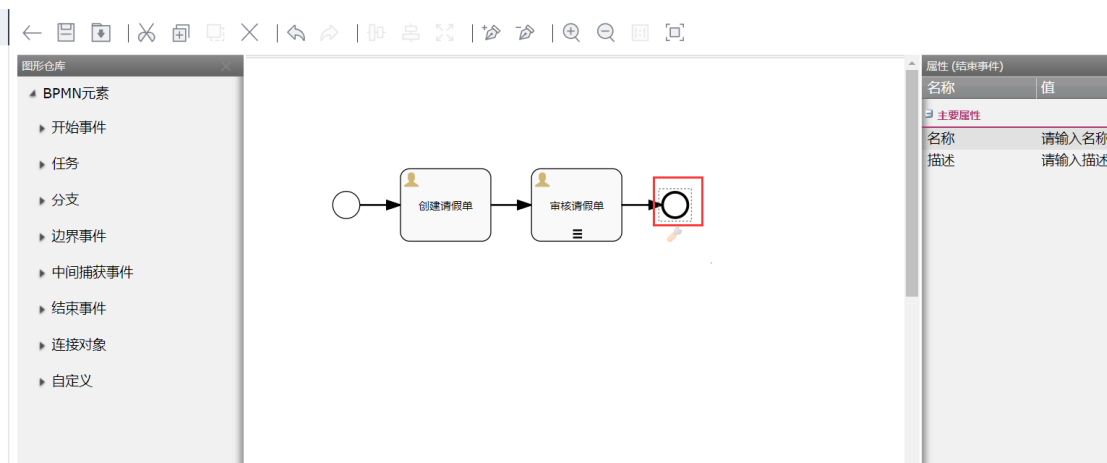 图形仓库
BPMN元素
开始事件
任务
分支
边界事件
中间捕获事件
结束事件
连接对象
自定义
创建请假单
审核请假单
属性 (结束事件)
名称 值
主要属性
名称 请输入名称
描述 请输入描述